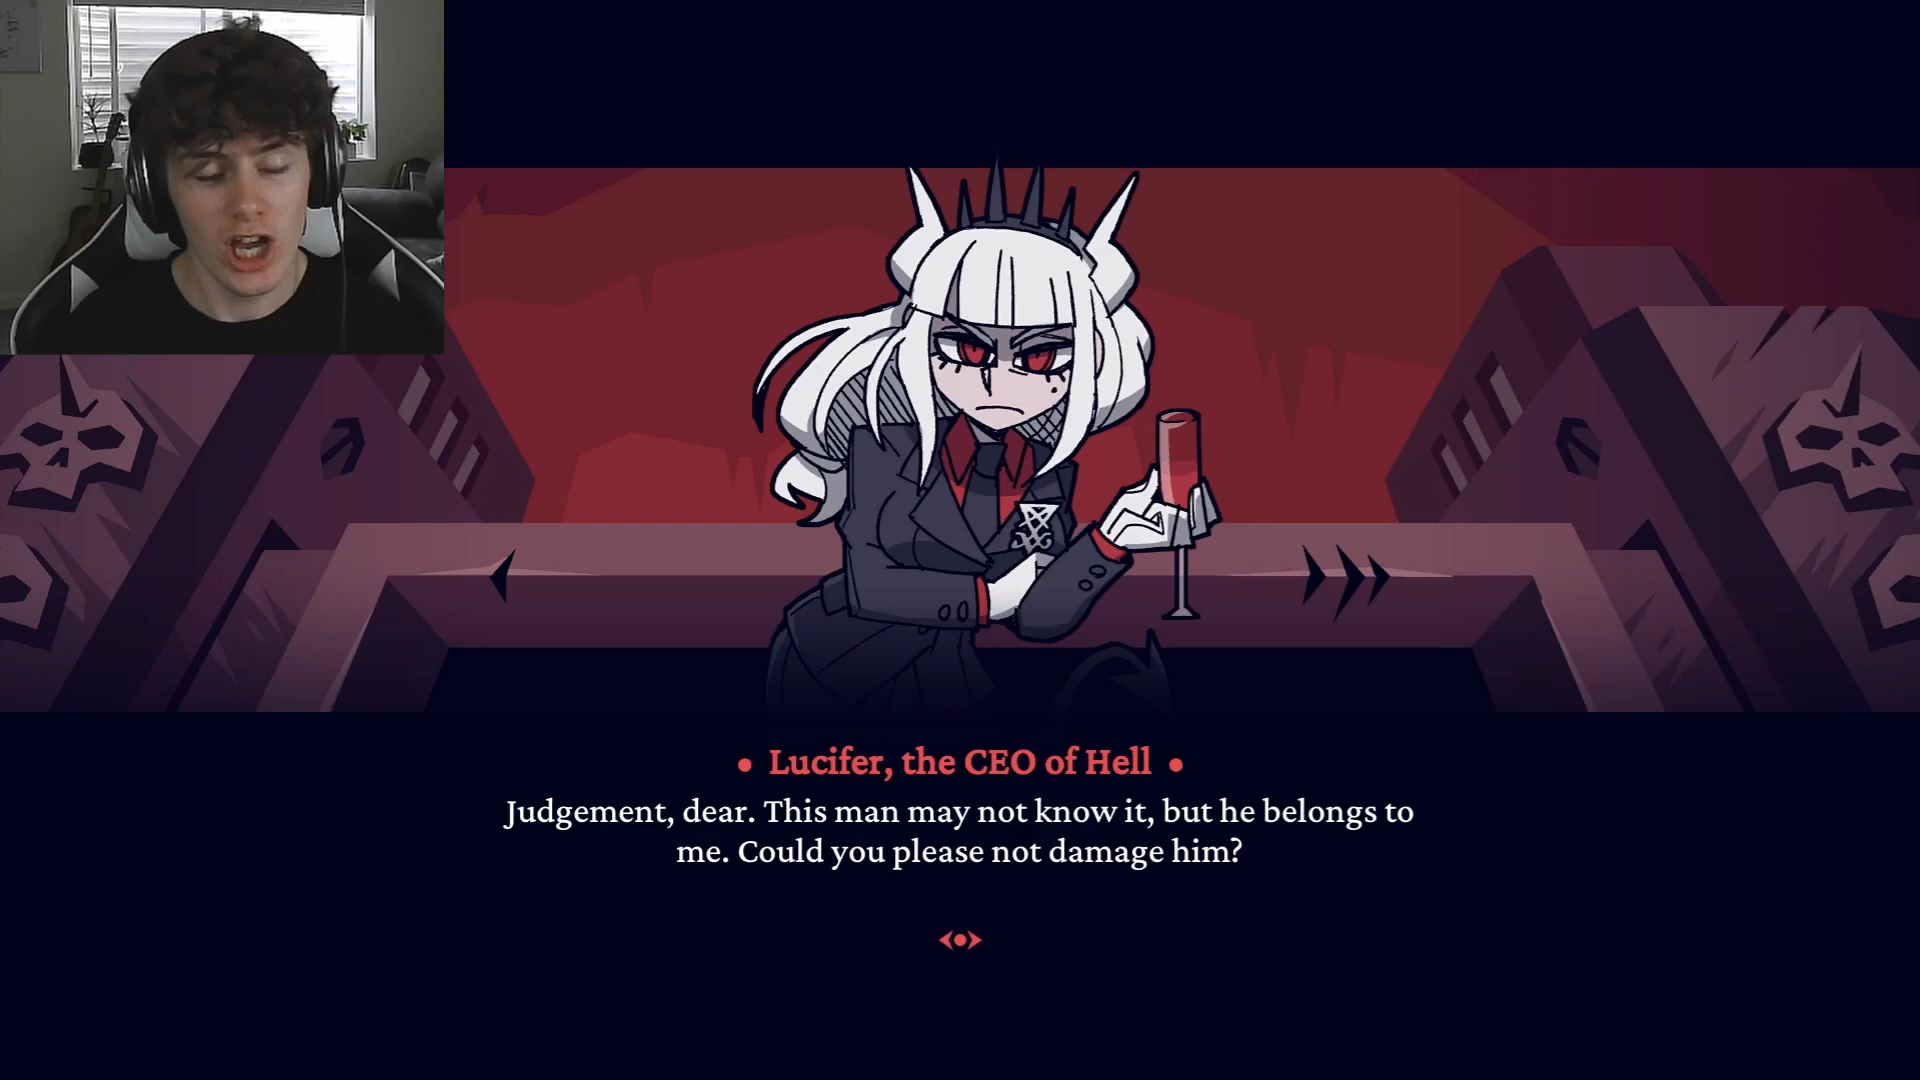 • Lucifer, the CEO of Hell •
Judgement, dear. This man may not know it, but he belongs to
me. Could you please not damage him?